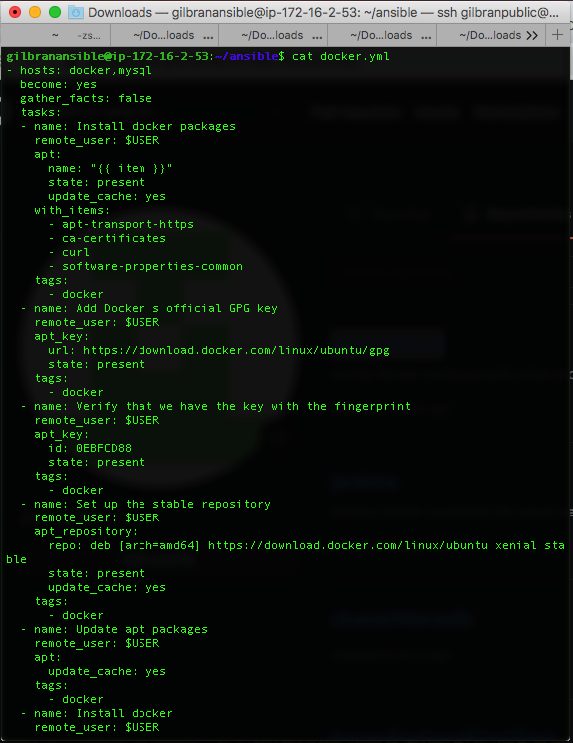 Downloads — gilbranansible@ip-172-16-2-53: ~/ansible — ssh gilbranpublic@...
~ -zs... ~/Do...loads ... ~/Do...loads ... ~/Do...loads ... ~/Do...loads >> +
gilbranansible@ip-172-16-2-53:~/ansible$ cat docker.yml
- hosts: docker,mysql
  become: yes
  gather_facts: false
  tasks:
  - name: Install docker packages
    remote_user: $USER
    apt:
      name: "{{ item }}"
      state: present
      update_cache: yes
    with_items:
      - apt-transport-https
      - ca-certificates
      - curl
      - software-properties-common
    tags:
      - docker
  - name: Add Docker s official GPG key
    remote_user: $USER
    apt_key:
      url: https://download.docker.com/linux/ubuntu/gpg
      state: present
    tags:
      - docker
  - name: Verify that we have the key with the fingerprint
    remote_user: $USER
    apt_key:
      id: 0EBFCD88
      state: present
    tags:
      - docker
  - name: Set up the stable repository
    remote_user: $USER
    apt_repository:
      repo: deb [arch=amd64] https://download.docker.com/linux/ubuntu xenial sta
ble
      state: present
      update_cache: yes
    tags:
      - docker
  - name: Update apt packages
    remote_user: $USER
    apt:
      update_cache: yes
    tags:
      - docker
  - name: Install docker
    remote_user: $USER